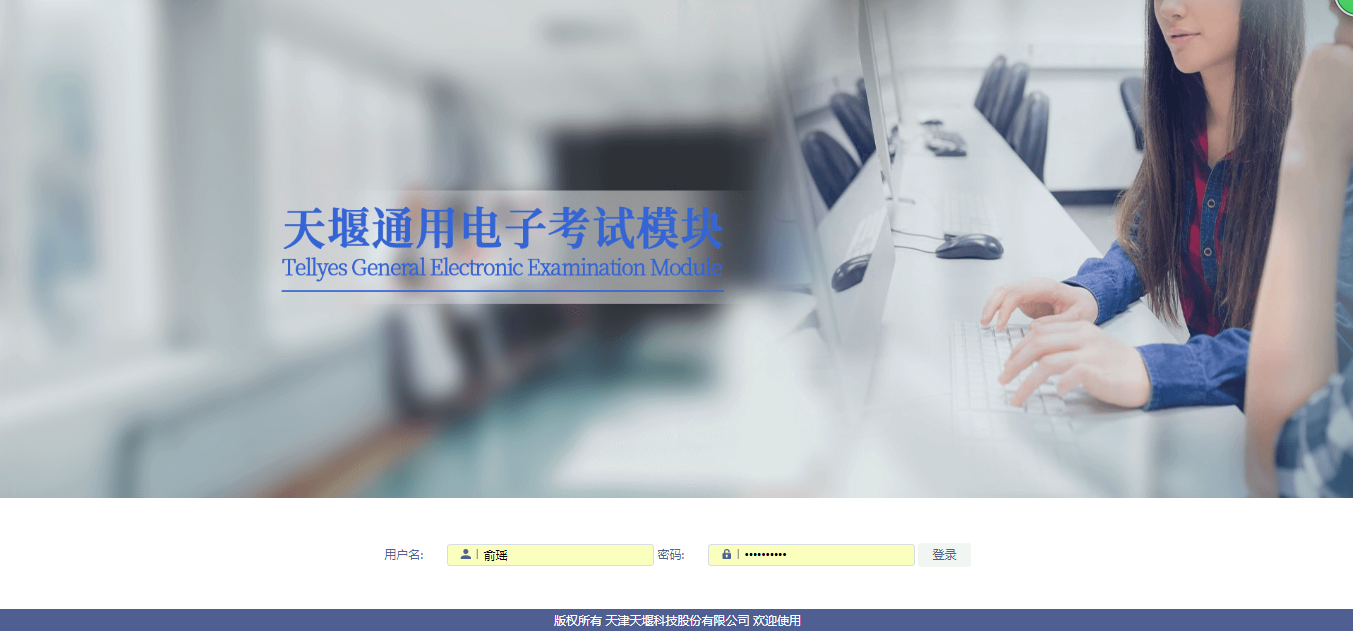 天堰通用电子考试模块
Tellyes General Electronic Examination Module
用户名: 俞瑶 密码: •••••••••• 登录
版权所有 天津天堰科技股份有限公司 欢迎使用